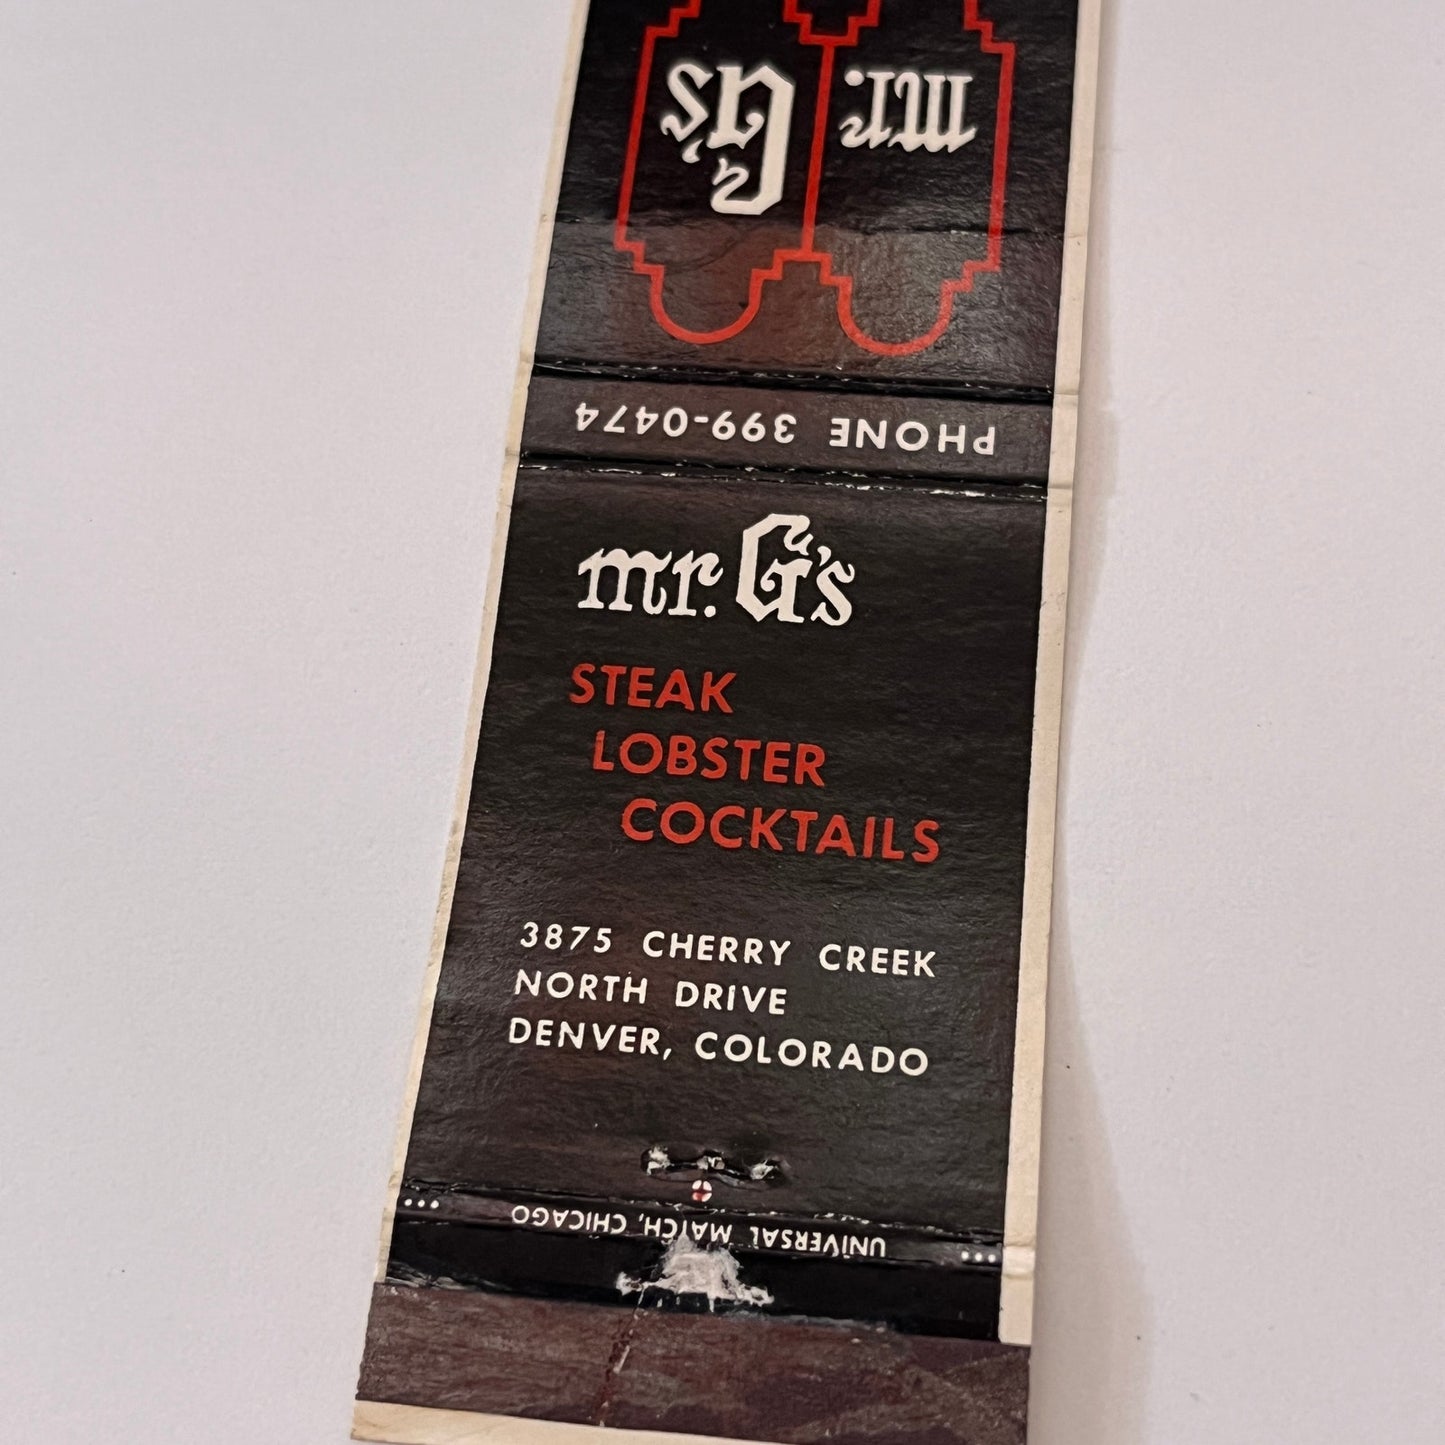 mr. G's
PHONE 399-0474
mr. G's
STEAK
LOBSTER
COCKTAILS
3875 CHERRY CREEK
NORTH DRIVE
DENVER, COLORADO
UNIVERSAL MATCH, CHICAGO